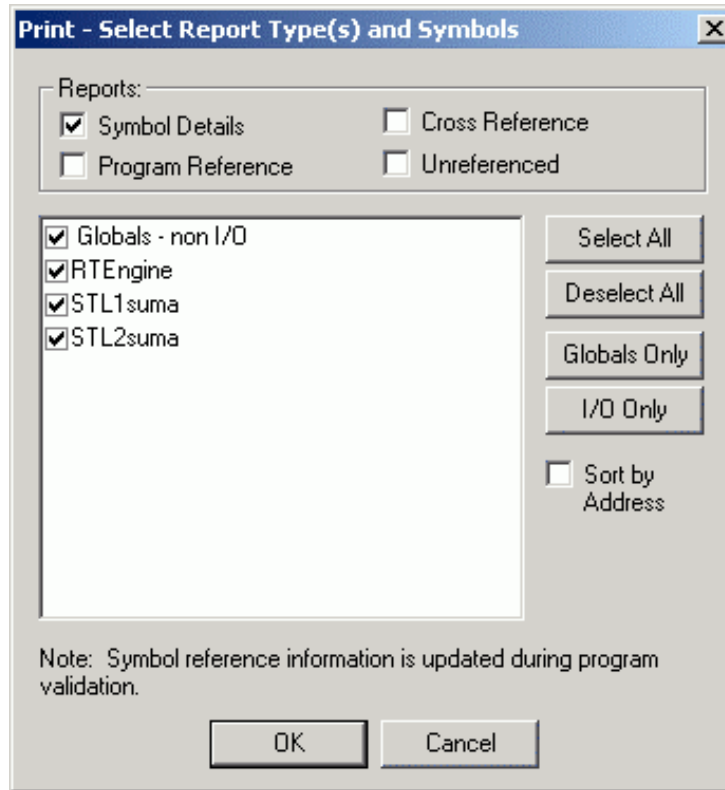 Print - Select Report Type(s) and Symbols
Reports:
Symbol Details
Cross Reference
Program Reference
Unreferenced
Globals - non I/O
RTEngine
STL1suma
STL2suma
Select All
Deselect All
Globals Only
I/O Only
Sort by
Address
Note: Symbol reference information is updated during program
validation.
OK
Cancel